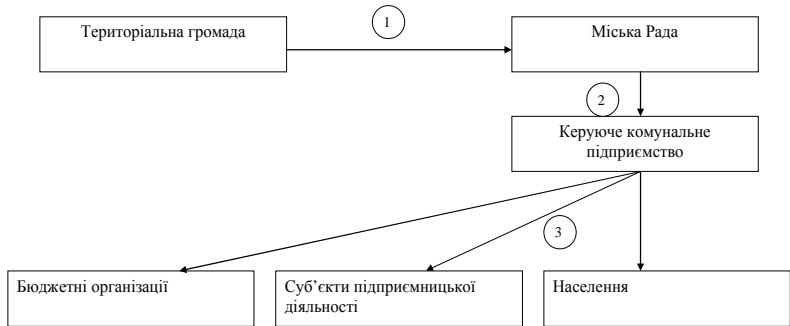 Територіальна громада
1
Міська Рада
2
Керуюче комунальне
підприємство
3
Бюджетні організації
Суб’єкти підприємницької
діяльності
Населення